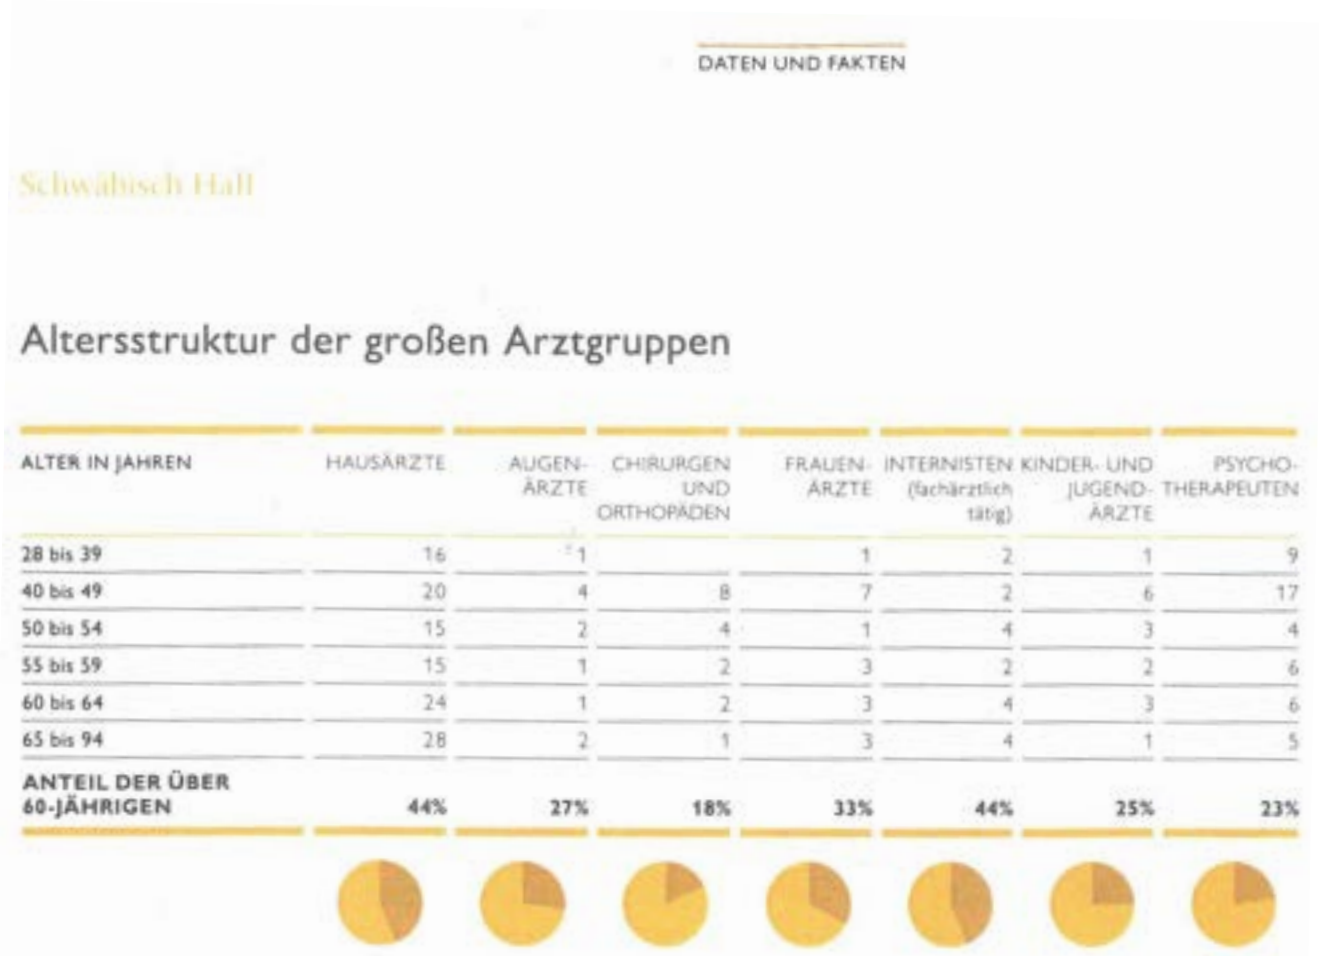 DATEN UND FAKTEN
Schwäbisch Hall
Altersstruktur der großen Arztgruppen
ALTER IN JAHREN HAUSÄRZTE AUGEN- CHIRURGEN FRAUEN- INTERNISTEN KINDER- UND PSYCHO-
ÄRZTE UND ÄRZTE (fachärztlich JUGEND- THERAPEUTEN
ORTHOPÄDEN tätig) ÄRZTE
28 bis 39 16 1 1 2 1 9
40 bis 49 20 4 8 7 2 6 17
50 bis 54 15 2 4 1 4 3 4
55 bis 59 15 1 2 3 2 2 6
60 bis 64 24 1 2 3 4 3 6
65 bis 94 28 2 1 3 4 1 5
ANTEIL DER ÜBER
60-JÄHRIGEN 44% 27% 18% 33% 44% 25% 23%